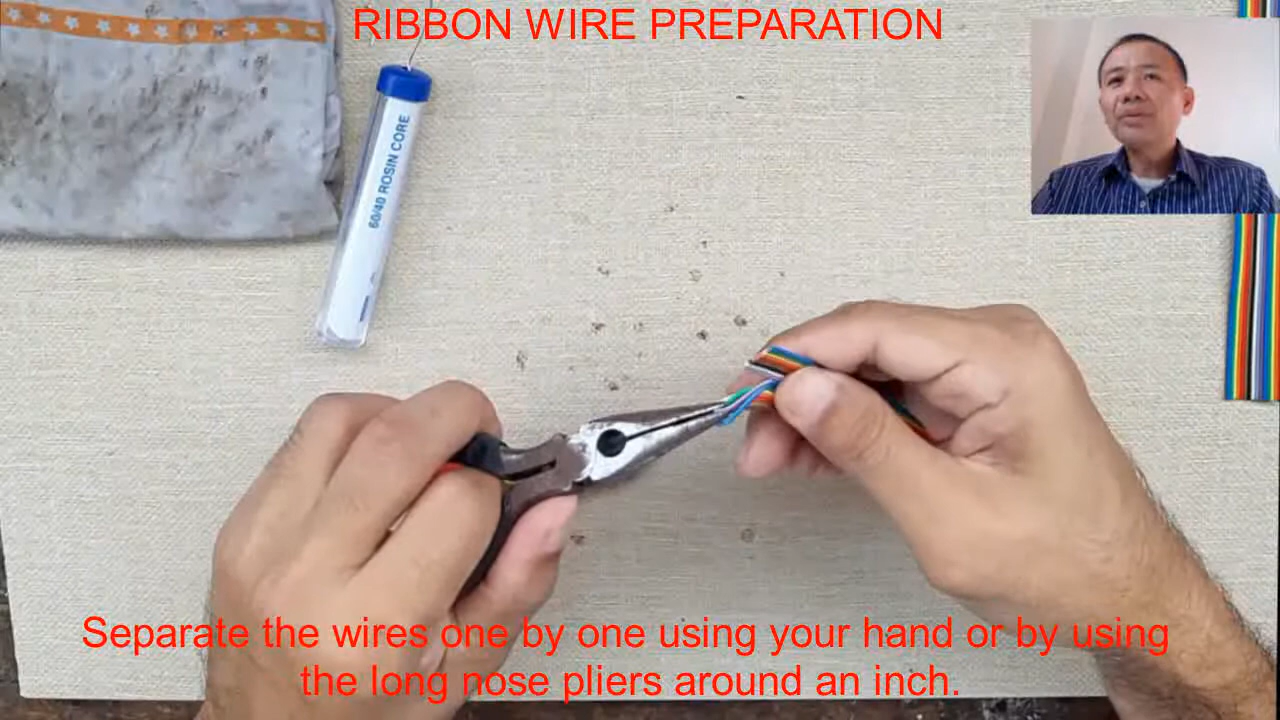 RIBBON WIRE PREPARATION
60/40 ROSIN CORE
Separate the wires one by one using your hand or by using
the long nose pliers around an inch.